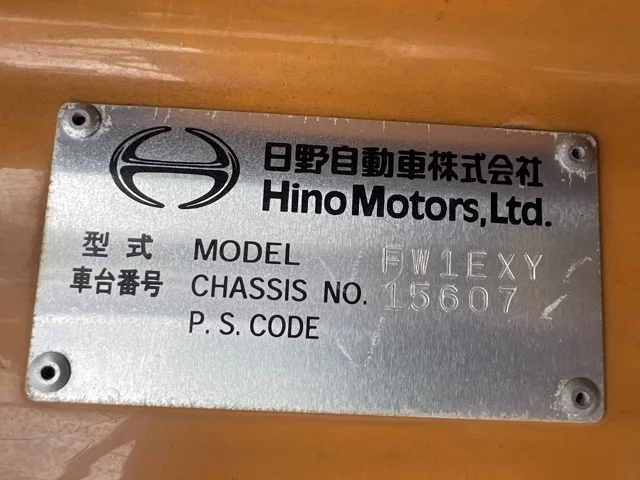 日野自動車株式会社
Hino Motors, Ltd.
型式 MODEL FW1EXY
車台番号 CHASSIS NO. 15607
P. S. CODE